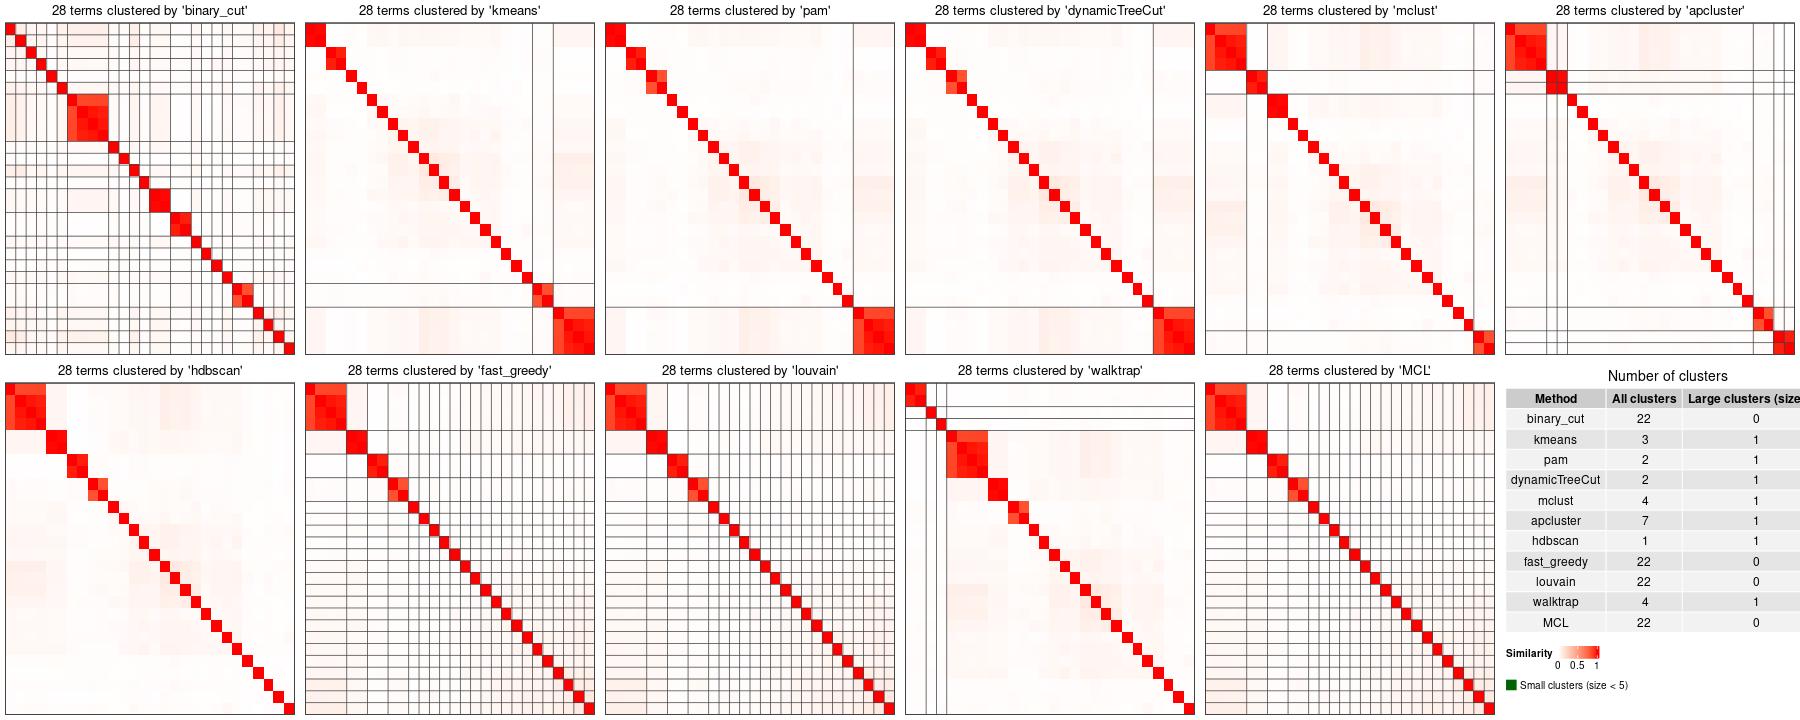 28 terms clustered by 'binary_cut'
28 terms clustered by 'kmeans'
28 terms clustered by 'pam'
28 terms clustered by 'dynamicTreeCut'
28 terms clustered by 'mclust'
28 terms clustered by 'apcluster'
28 terms clustered by 'hdbscan'
28 terms clustered by 'fast_greedy'
28 terms clustered by 'louvain'
28 terms clustered by 'walktrap'
28 terms clustered by 'MCL'
Number of clusters
Method All clusters Large clusters (size
binary_cut 22 0
kmeans 3 1
pam 2 1
dynamicTreeCut 2 1
mclust 4 1
apcluster 7 1
hdbscan 1 1
fast_greedy 22 0
louvain 22 0
walktrap 4 1
MCL 22 0
Similarity
0 0.5 1
Small clusters (size < 5)